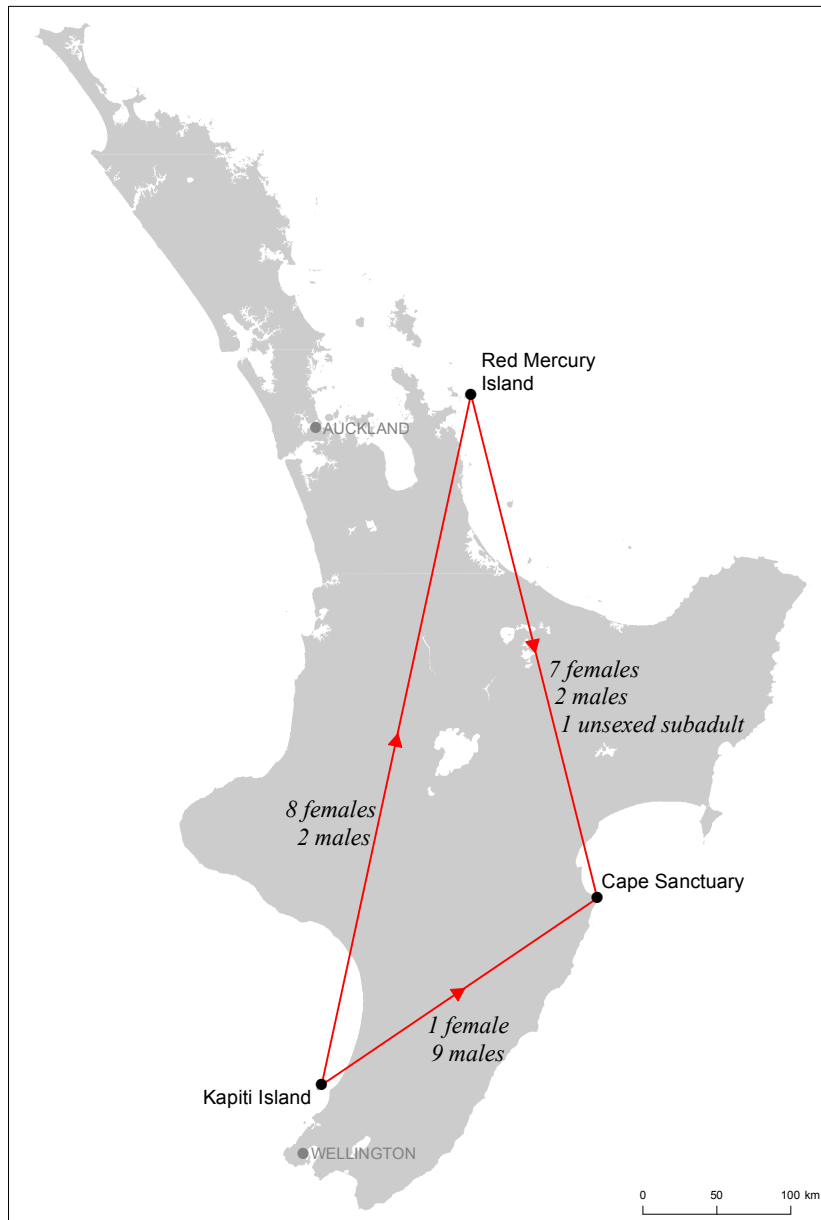 Red Mercury
Island
AUCKLAND
7 females
2 males
1 unsexed subadult
8 females
2 males
Cape Sanctuary
1 female
9 males
Kapiti Island
WELLINGTON
0 50 100 km